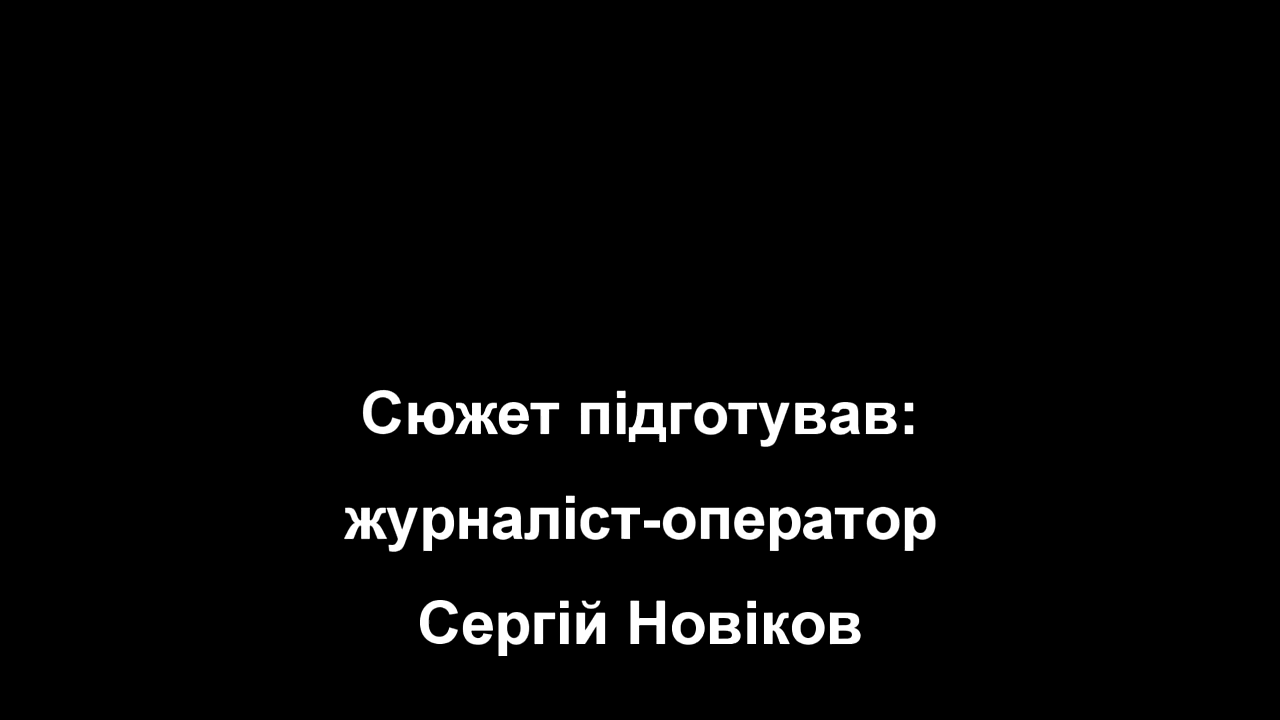 Сюжет підготував:
журналіст-оператор
Сергій Новіков